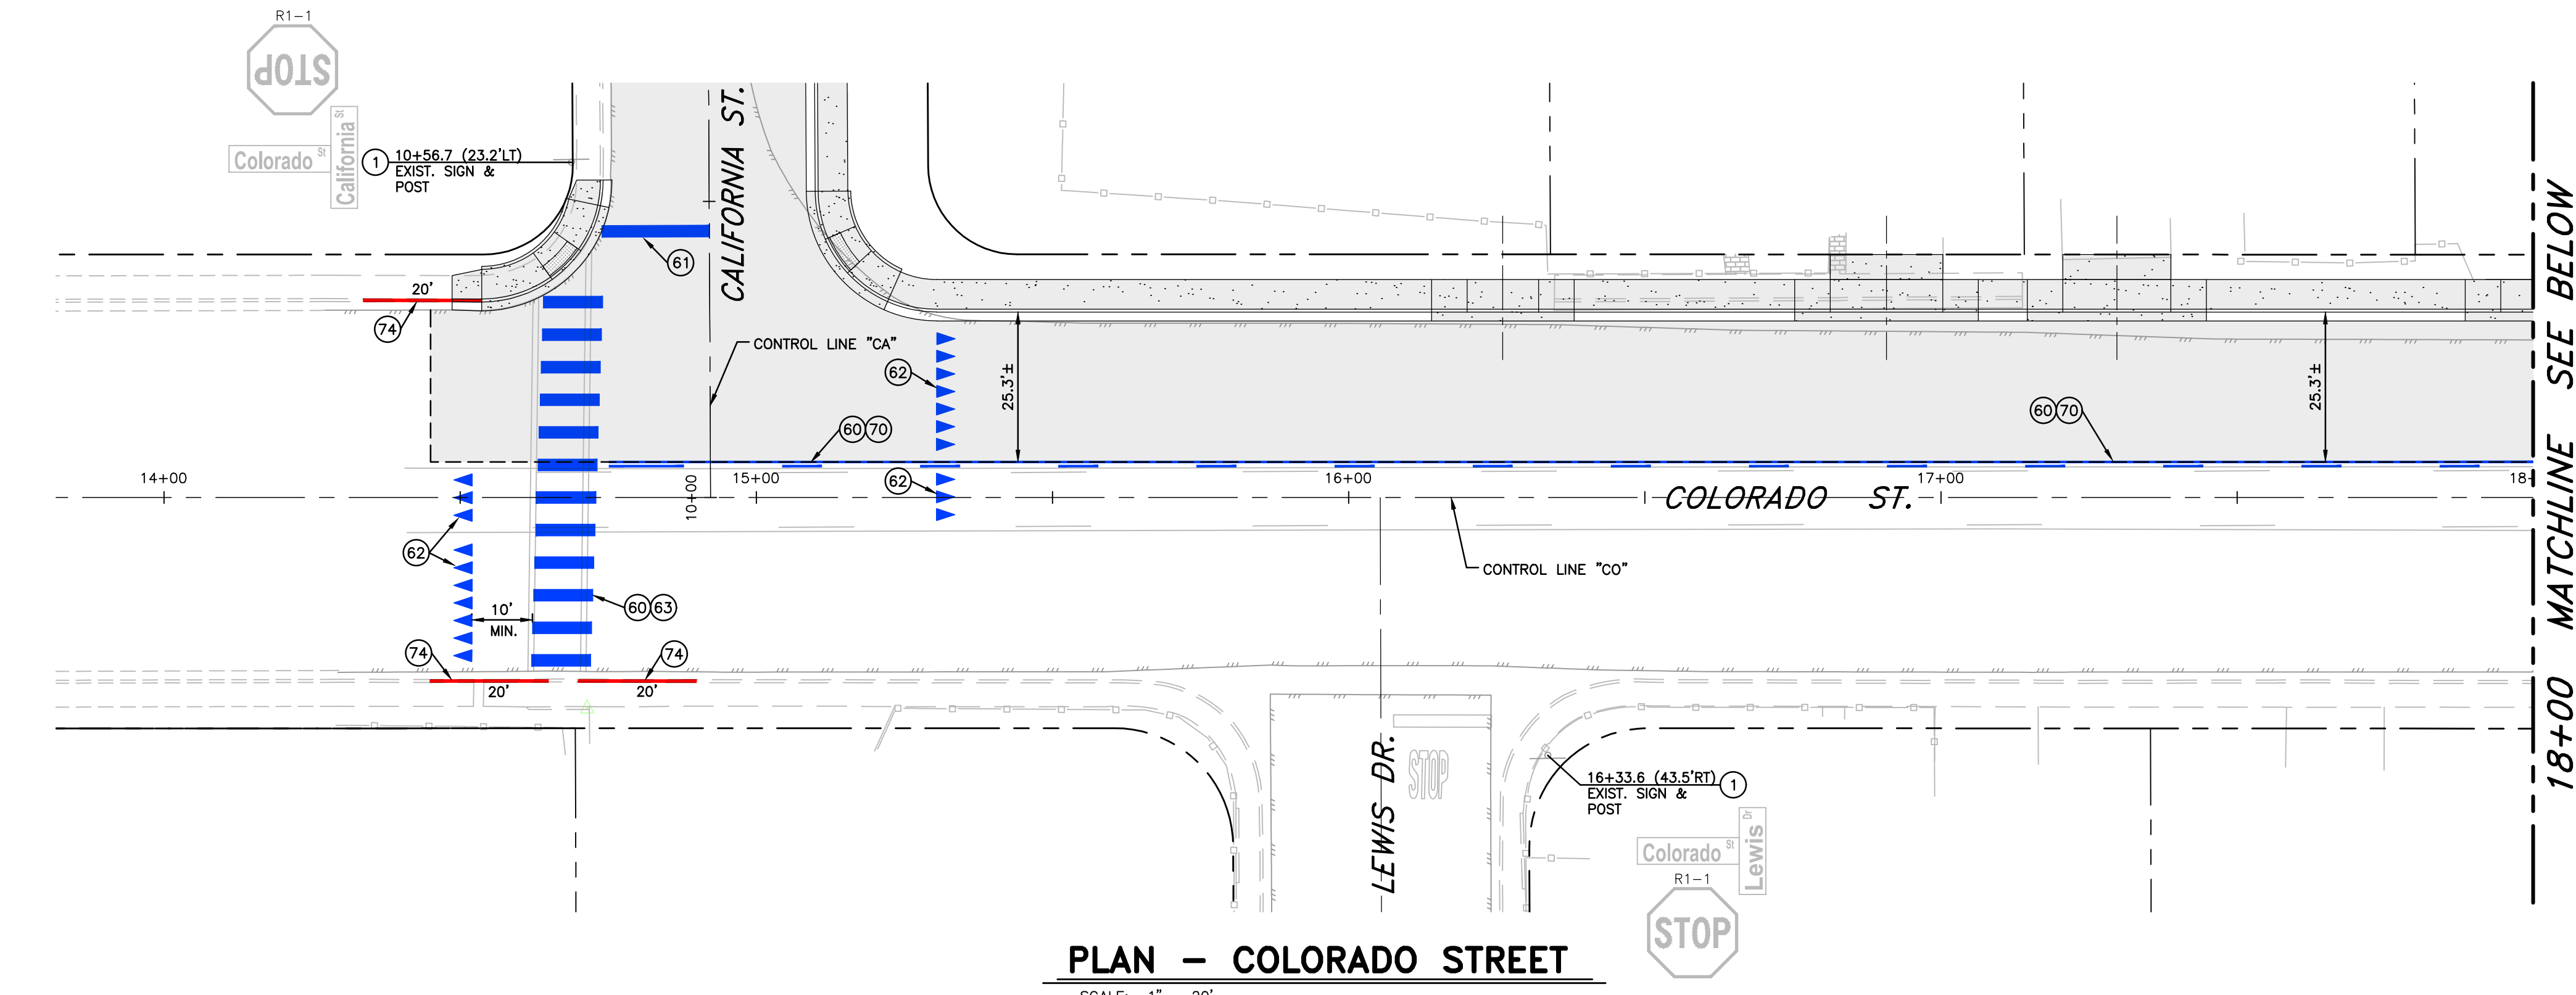 R1-1
STOP
Colorado St
California St
1
10+56.7 (23.2'LT)
EXIST. SIGN &
POST
CALIFORNIA ST.
61
20'
74
CONTROL LINE "CA"
62
25.3'±
60 70
60 70
25.3'±
14+00
10+00
15+00
62
16+00
COLORADO ST.
17+00
18+
62
CONTROL LINE "CO"
10'
MIN.
60 63
74
74
20'
20'
LEWIS DR.
STOP
16+33.6 (43.5'RT)
1
EXIST. SIGN &
POST
Colorado St
Lewis Dr
R1-1
STOP
18+00 MATCHLINE SEE BELOW
PLAN - COLORADO STREET